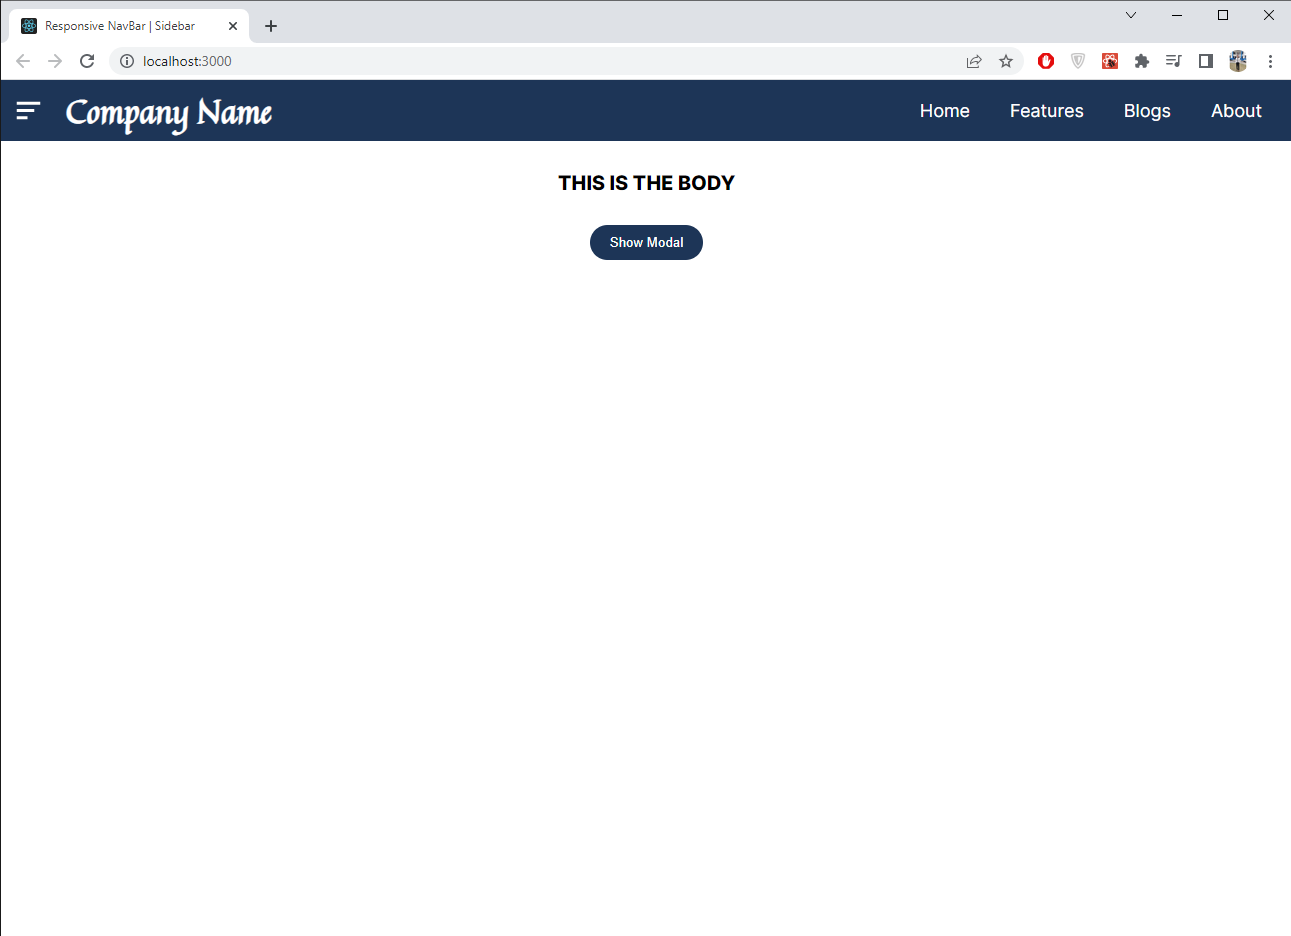 Responsive NavBar | Sidebar
localhost:3000
Company Name
Home Features Blogs About
THIS IS THE BODY
Show Modal